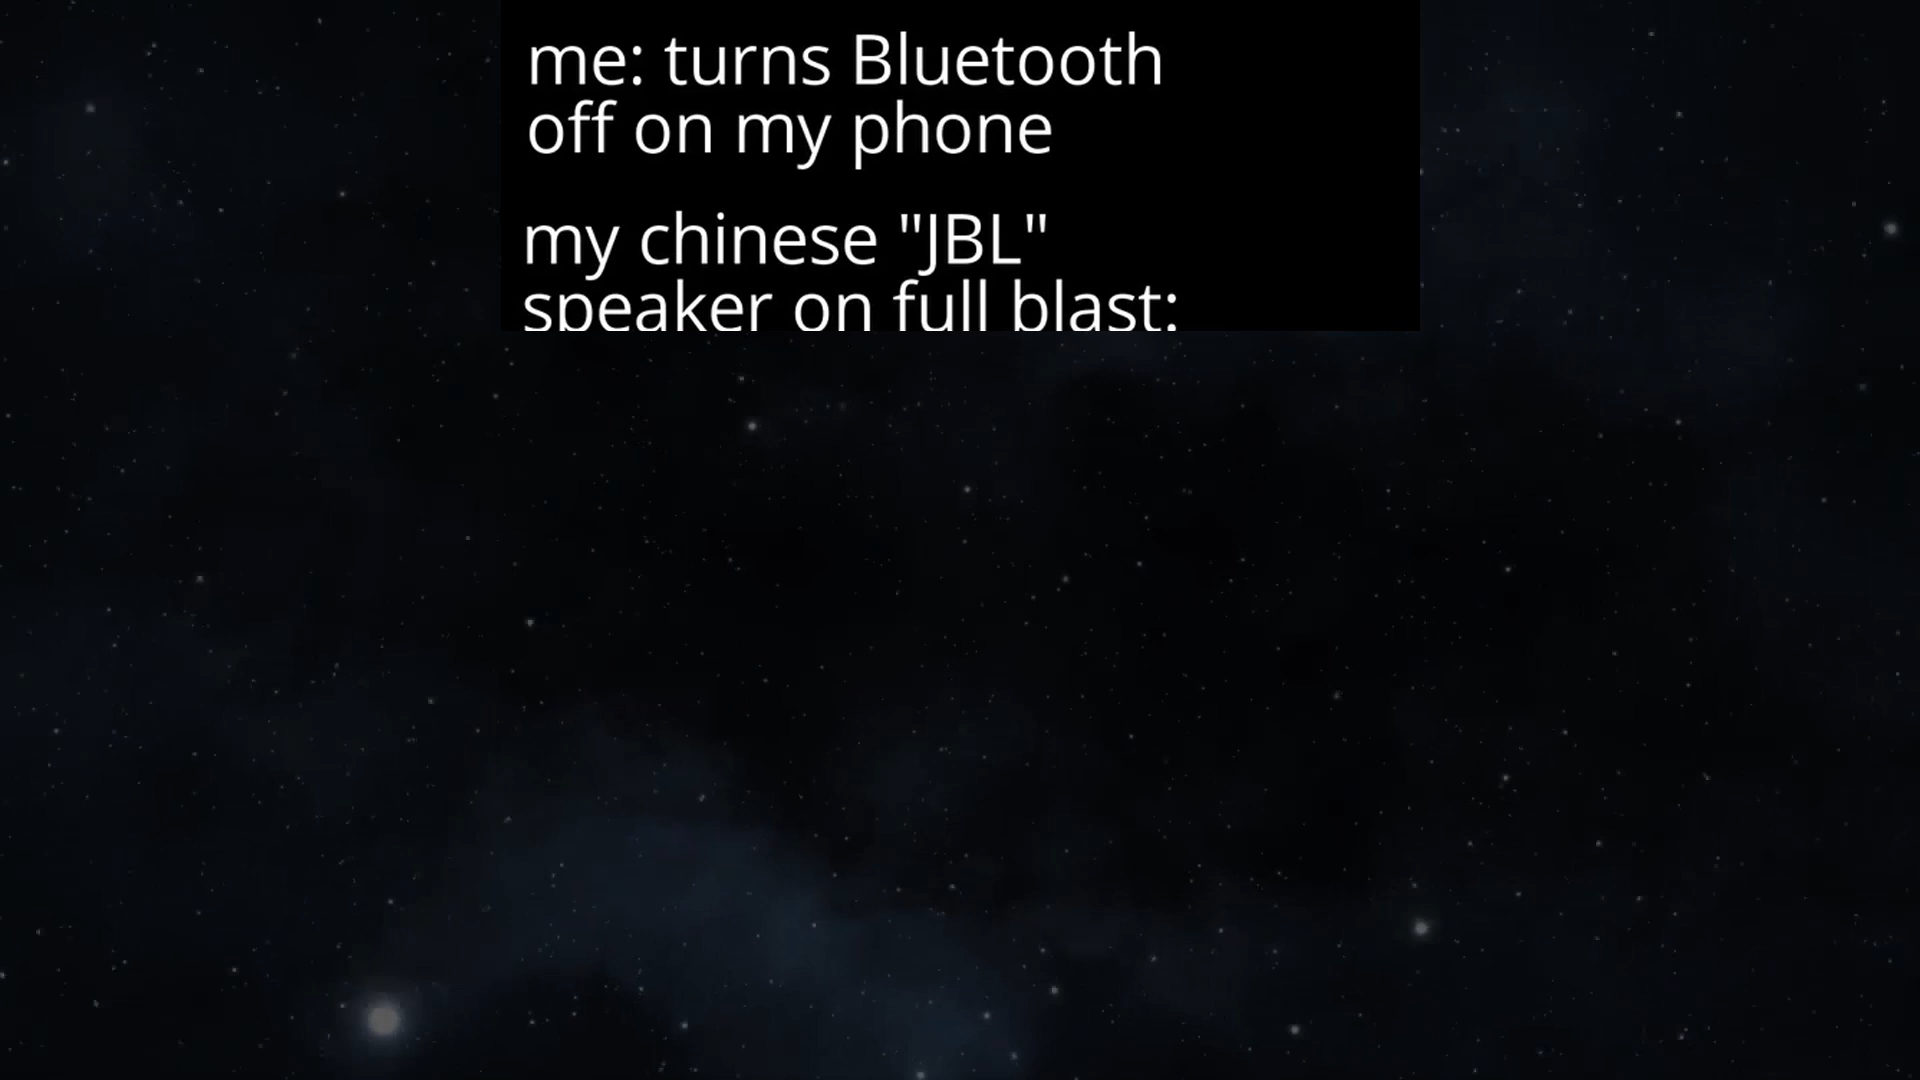 me: turns Bluetooth
off on my phone
my chinese "JBL"
speaker on full blast: